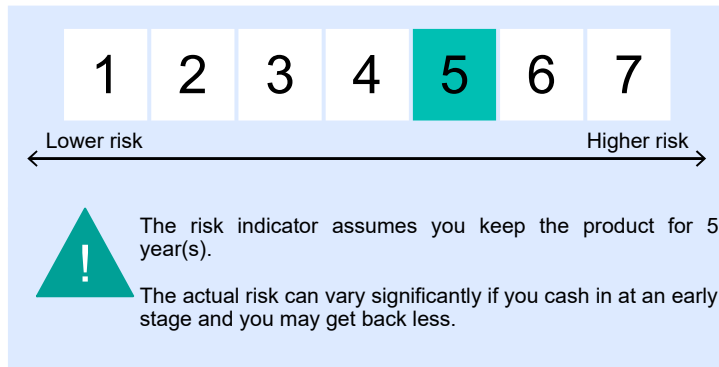 1 2 3 4 5 6 7
Lower risk Higher risk
!
The risk indicator assumes you keep the product for 5
year(s).
The actual risk can vary significantly if you cash in at an early
stage and you may get back less.